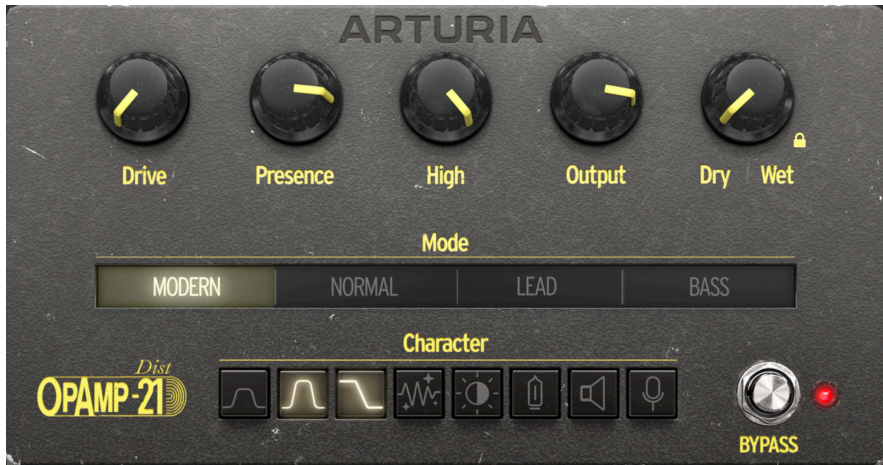 ARTURIA
Drive Presence High Output Dry Wet
Mode
MODERN NORMAL LEAD BASS
Character
Dist
OPAMP-21
BYPASS